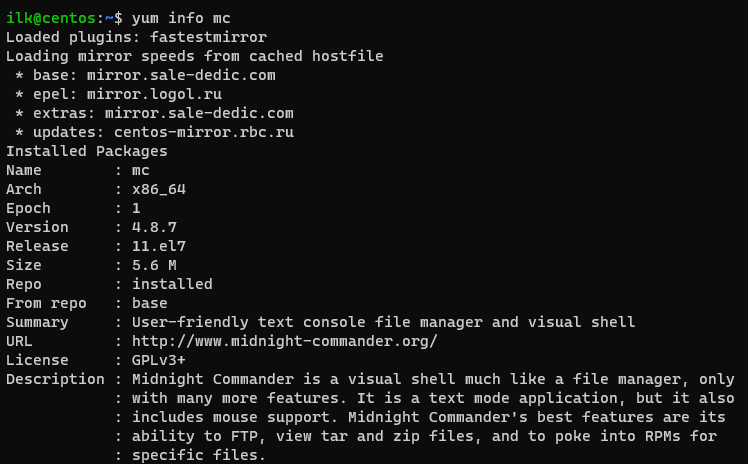 ilk@centos:~$ yum info mc
Loaded plugins: fastestmirror
Loading mirror speeds from cached hostfile
 * base: mirror.sale-dedic.com
 * epel: mirror.logol.ru
 * extras: mirror.sale-dedic.com
 * updates: centos-mirror.rbc.ru
Installed Packages
Name        : mc
Arch        : x86_64
Epoch       : 1
Version     : 4.8.7
Release     : 11.el7
Size        : 5.6 M
Repo        : installed
From repo   : base
Summary     : User-friendly text console file manager and visual shell
URL         : http://www.midnight-commander.org/
License     : GPLv3+
Description : Midnight Commander is a visual shell much like a file manager, only
            : with many more features. It is a text mode application, but it also
            : includes mouse support. Midnight Commander's best features are its
            : ability to FTP, view tar and zip files, and to poke into RPMs for
            : specific files.